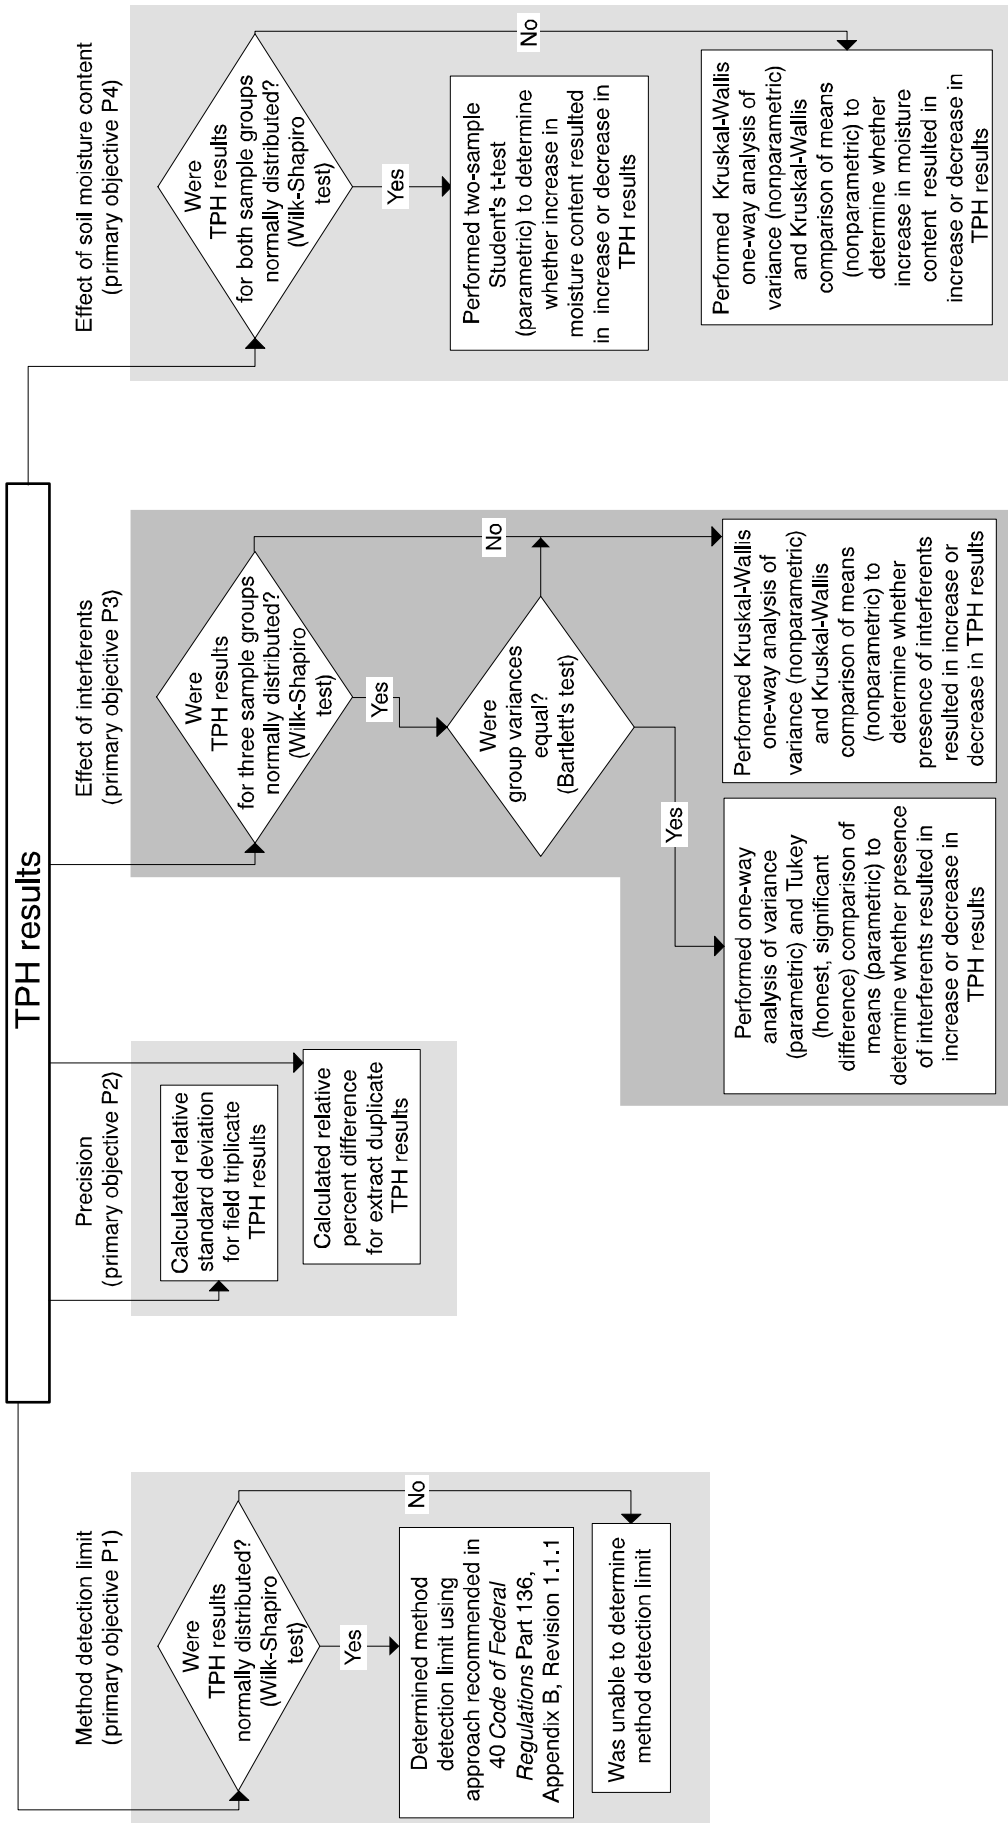 TPH results
Method detection limit
(primary objective P1)
Were
TPH results
normally distributed?
(Wilk-Shapiro
test)
Yes
No
Determined method
detection limit using
approach recommended in
40 Code of Federal
Regulations Part 136,
Appendix B, Revision 1.1.1
Was unable to determine
method detection limit
Precision
(primary objective P2)
Calculated relative
standard deviation
for field triplicate
TPH results
Calculated relative
percent difference
for extract duplicate
TPH results
Effect of interferents
(primary objective P3)
Were
TPH results
for three sample groups
normally distributed?
(Wilk-Shapiro
test)
Yes
No
Were
group variances
equal?
(Bartlett's test)
Yes
Performed one-way
analysis of variance
(parametric) and Tukey
(honest, significant
difference) comparison of
means (parametric) to
determine whether presence
of interferents resulted in
increase or decrease in
TPH results
Performed Kruskal-Wallis
one-way analysis of
variance (nonparametric)
and Kruskal-Wallis
comparison of means
(nonparametric) to
determine whether
presence of interferents
resulted in increase or
decrease in TPH results
Effect of soil moisture content
(primary objective P4)
Were
TPH results
for both sample groups
normally distributed?
(Wilk-Shapiro
test)
Yes
No
Performed two-sample
Student's t-test
(parametric) to determine
whether increase in
moisture content resulted
in increase or decrease in
TPH results
Performed Kruskal-Wallis
one-way analysis of
variance (nonparametric)
and Kruskal-Wallis
comparison of means
(nonparametric) to
determine whether
increase in moisture
content resulted in
increase or decrease in
TPH results